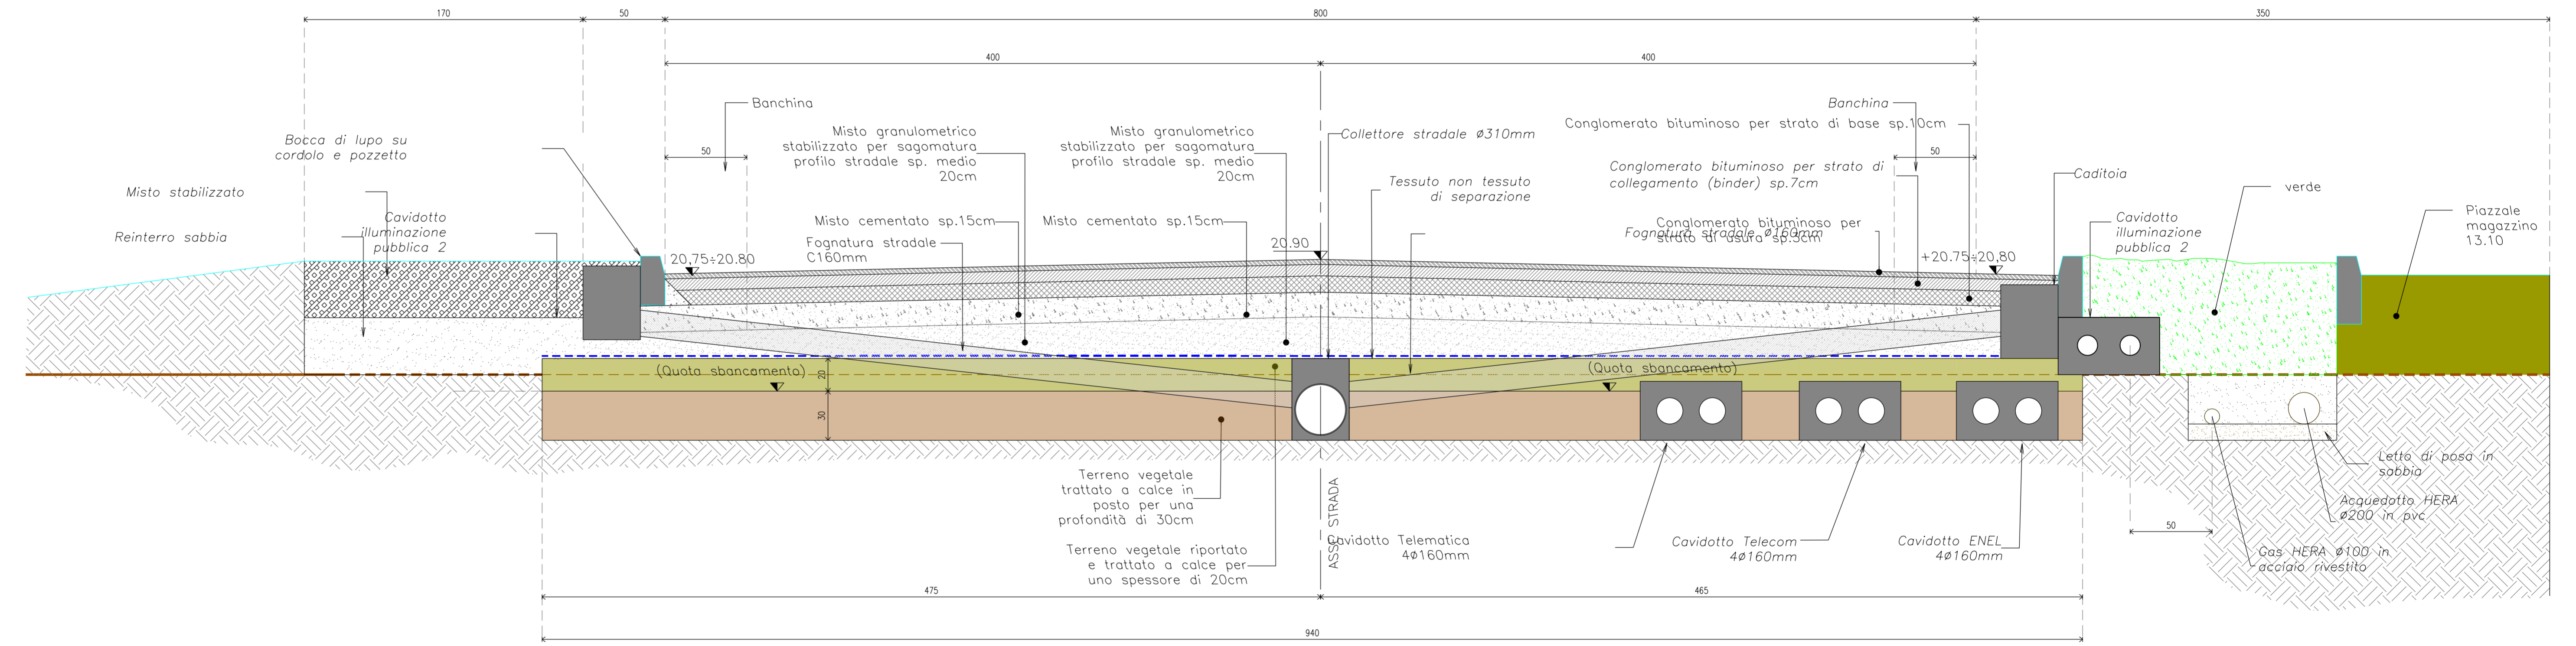 170
50
800
350
400
400
Banchina
Banchina
Misto granulometrico
stabilizzato per sagomatura
profilo stradale sp. medio
20cm
Misto granulometrico
stabilizzato per sagomatura
profilo stradale sp. medio
20cm
Collettore stradale ø310mm
Conglomerato bituminoso per strato di base sp.10cm
Bocca di lupo su
cordolo e pozzetto
50
50
Conglomerato bituminoso per strato di
collegamento (binder) sp.7cm
Caditoia
Tessuto non tessuto
di separazione
verde
Misto stabilizzato
Cavidotto
illuminazione
pubblica 2
Reinterro sabbia
Misto cementato sp.15cm
Misto cementato sp.15cm
Fognatura stradale
C160mm
20.90
Conglomerato bituminoso per
strato di usura sp.3cm
Fognatura stradale ø160mm
Cavidotto
illuminazione
pubblica 2
Piazzale
magazzino
13.10
20.75÷20.80
+20.75÷20.80
(Quota sbancamento)
20
(Quota sbancamento)
30
Terreno vegetale
trattato a calce in
posto per una
profondità di 30cm
ASSE STRADA
Letto di posa in
sabbia
Acquedotto HERA
ø200 in pvc
50
Cavidotto Telematica
4ø160mm
Cavidotto Telecom
4ø160mm
Cavidotto ENEL
4ø160mm
Gas HERA ø100 in
acciaio rivestito
Terreno vegetale riportato
e trattato a calce per
uno spessore di 20cm
475
465
940